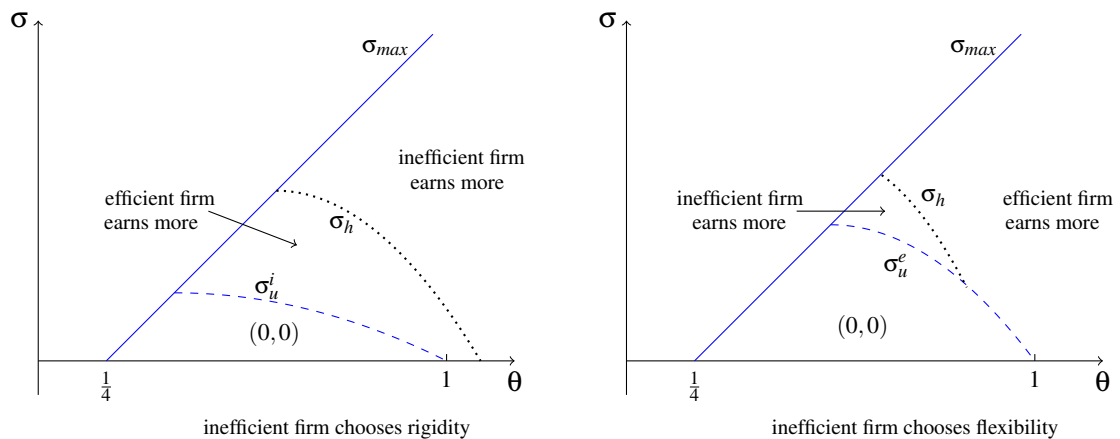 σ
σmax
inefficient firm
earns more
efficient firm
earns more
σh
σ_u^i
(0,0)
1/4
1
θ
inefficient firm chooses rigidity
σ
σmax
inefficient firm
earns more
σh
efficient firm
earns more
σ_u^e
(0,0)
1/4
1
θ
inefficient firm chooses flexibility